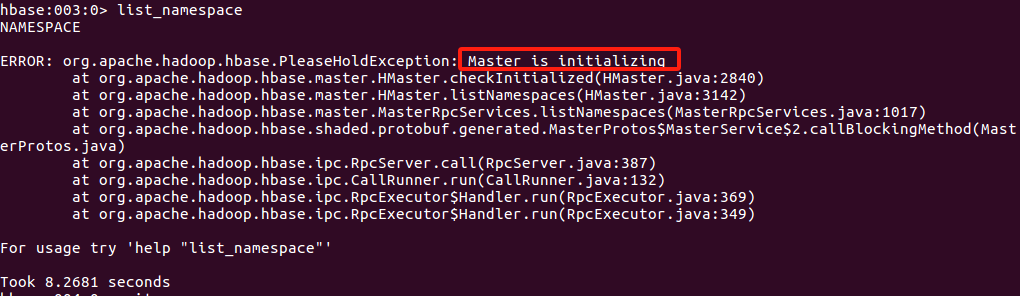 hbase:003:0> list_namespace
NAMESPACE
ERROR: org.apache.hadoop.hbase.PleaseHoldException: Master is initializing
at org.apache.hadoop.hbase.master.HMaster.checkInitialized(HMaster.java:2840)
at org.apache.hadoop.hbase.master.HMaster.listNamespaces(HMaster.java:3142)
at org.apache.hadoop.hbase.master.MasterRpcServices.listNamespaces(MasterRpcServices.java:1017)
at org.apache.hadoop.hbase.shaded.protobuf.generated.MasterProtos$MasterService$2.callBlockingMethod(Mast
erProtos.java)
at org.apache.hadoop.hbase.ipc.RpcServer.call(RpcServer.java:387)
at org.apache.hadoop.hbase.ipc.CallRunner.run(CallRunner.java:132)
at org.apache.hadoop.hbase.ipc.RpcExecutor$Handler.run(RpcExecutor.java:369)
at org.apache.hadoop.hbase.ipc.RpcExecutor$Handler.run(RpcExecutor.java:349)
For usage try 'help "list_namespace"'
Took 8.2681 seconds